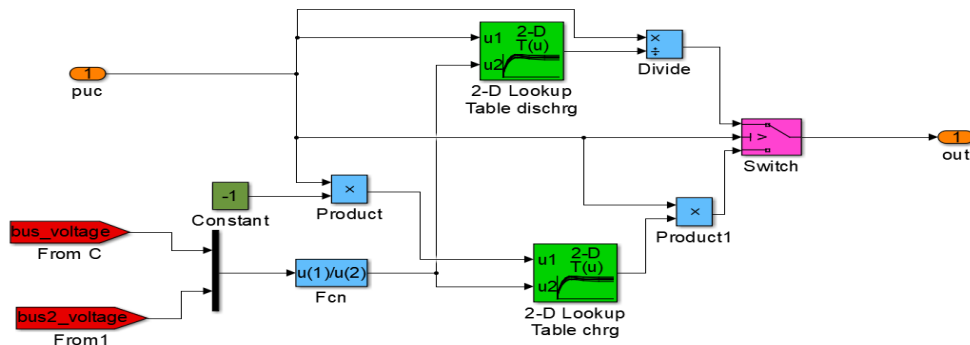 2-D
T(u)
u1
u2
2-D Lookup
Table dischrg
×
÷
Divide
1
puc
>
Switch
1
out
-1
Constant
×
Product
×
Product1
bus_voltage
From C
u(1)/u(2)
Fcn
2-D
T(u)
u1
u2
2-D Lookup
Table chrg
bus2_voltage
From1